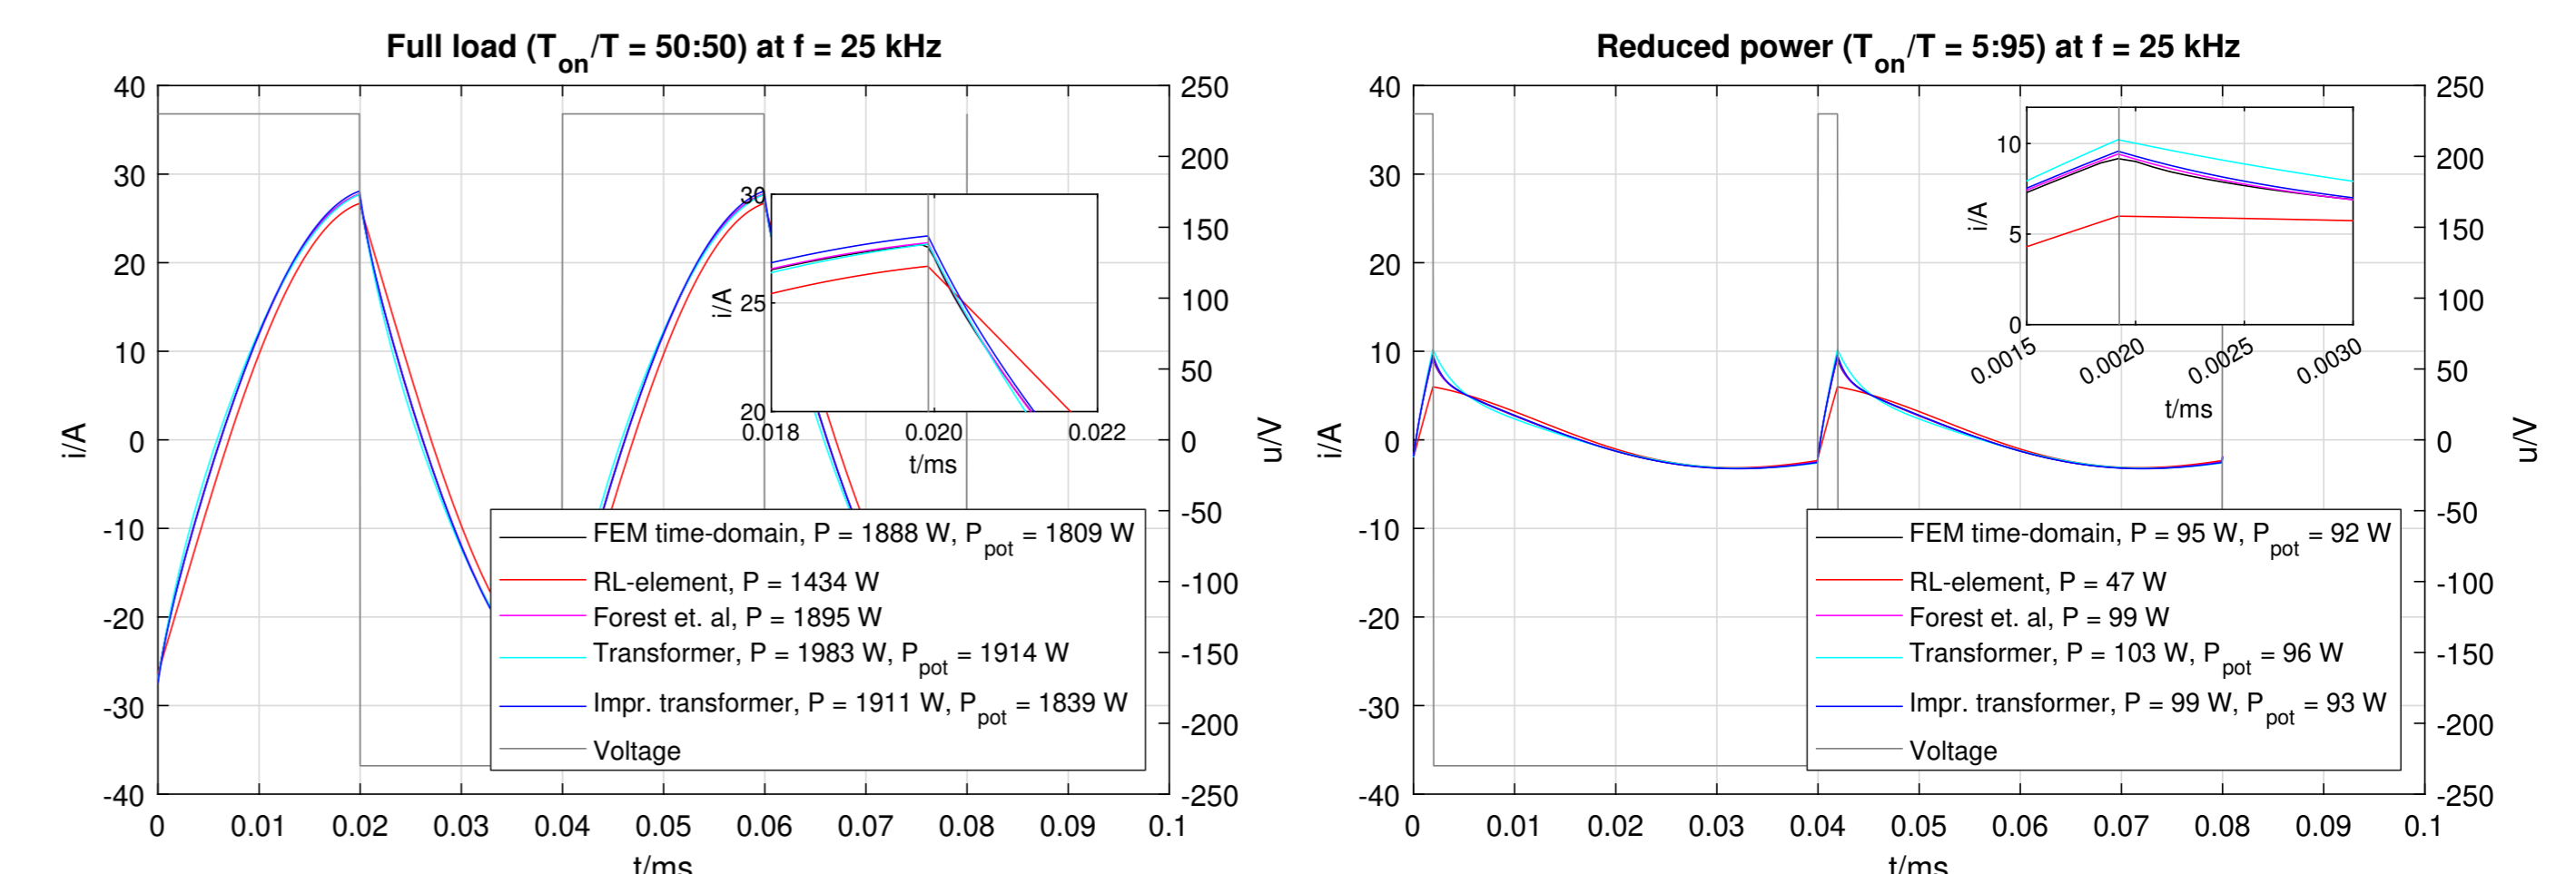 Full load (Ton/T = 50:50) at f = 25 kHz
40
30
20
10
0
-10
-20
-30
-40
i/A
250
200
150
100
50
0
-50
-100
-150
-200
-250
u/V
0 0.01 0.02 0.03 0.04 0.05 0.06 0.07 0.08 0.09 0.1
t/ms
30
25
20
i/A
0.018 0.020 0.022
t/ms
FEM time-domain, P = 1888 W, Ppot = 1809 W
RL-element, P = 1434 W
Forest et. al, P = 1895 W
Transformer, P = 1983 W, Ppot = 1914 W
Impr. transformer, P = 1911 W, Ppot = 1839 W
Voltage
Reduced power (Ton/T = 5:95) at f = 25 kHz
40
30
20
10
0
-10
-20
-30
-40
i/A
250
200
150
100
50
0
-50
-100
-150
-200
-250
u/V
0 0.01 0.02 0.03 0.04 0.05 0.06 0.07 0.08 0.09 0.1
t/ms
10
5
0
i/A
0.0015 0.0020 0.0025 0.0030
t/ms
FEM time-domain, P = 95 W, Ppot = 92 W
RL-element, P = 47 W
Forest et. al, P = 99 W
Transformer, P = 103 W, Ppot = 96 W
Impr. transformer, P = 99 W, Ppot = 93 W
Voltage